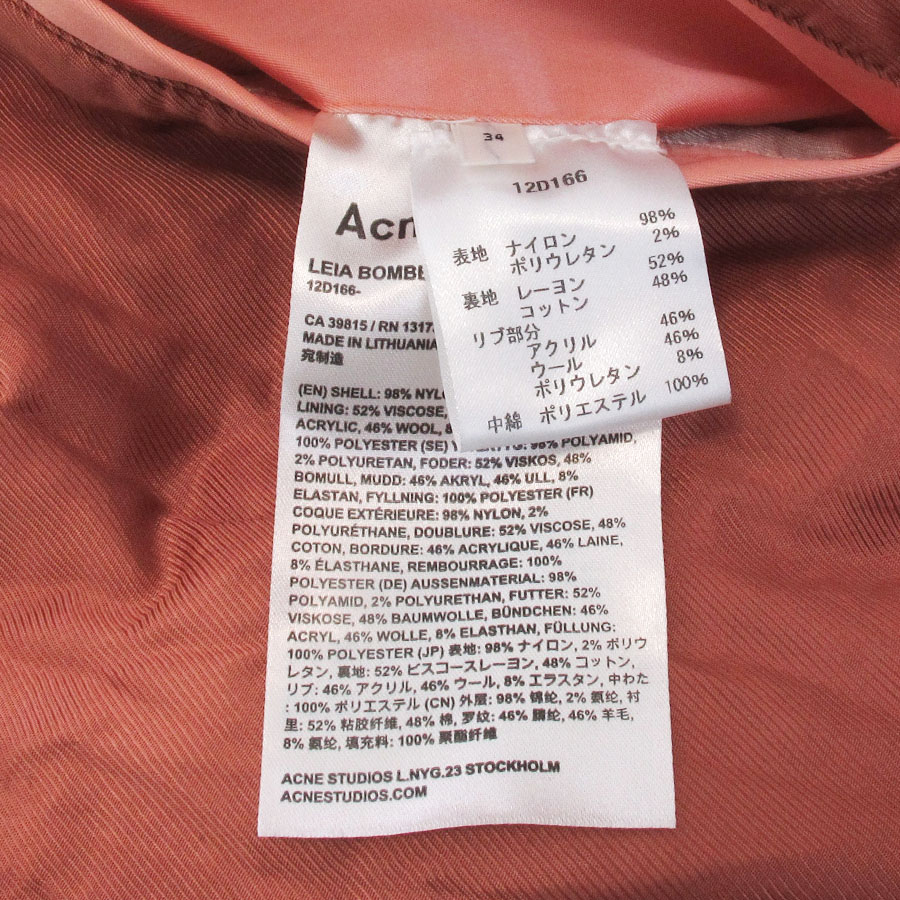 34
12D166
表地 ナイロン 98%
ポリウレタン 2%
裏地 レーヨン 52%
コットン 48%
リブ部分
アクリル 46%
ウール 46%
ポリウレタン 8%
中綿 ポリエステル 100%
LEIA
12D166-
CA 39815 / RN
MADE IN LITHUANIA
制造
(EN) SHELL: 98%
LINING: 52% VISCOSE,
ACRYLIC, 46% WOOL,
100% POLYESTER (SE) 98% POLYAMID,
2% POLYURETAN, FODER: 52% VISKOS, 48%
BOMULL, MUDD: 46% AKRYL, 46% ULL, 8%
ELASTAN, FYLLNING: 100% POLYESTER (FR)
COQUE EXTÉRIEURE: 98% NYLON, 2%
POLYURÉTHANE, DOUBLURE: 52% VISCOSE, 48%
COTON, BORDURE: 46% ACRYLIQUE, 46% LAINE,
8% ÉLASTHANE, REMBOURRAGE: 100%
POLYESTER (DE) AUSSENMATERIAL: 98%
POLYAMID, 2% POLYURETHAN, FUTTER: 52%
VISKOSE, 48% BAUMWOLLE, BÜNDCHEN: 46%
ACRYL, 46% WOLLE, 8% ELASTHAN, FÜLLUNG:
100% POLYESTER (JP) 表地: 98% ナイロン, 2% ポリウ
レタン, 裏地: 52% ビスコースレーヨン, 48% コットン,
リブ: 46% アクリル, 46% ウール, 8% エラスタン, 中わた
: 100% ポリエステル (CN) 外层: 98% 锦纶, 2% 氨纶, 衬
里: 52% 粘胶纤维, 48% 棉, 罗纹: 46% 腈纶, 46% 羊毛,
8% 氨纶, 填充料: 100% 聚酯纤维
ACNE STUDIOS L.NYG.23 STOCKHOLM
ACNESTUDIOS.COM